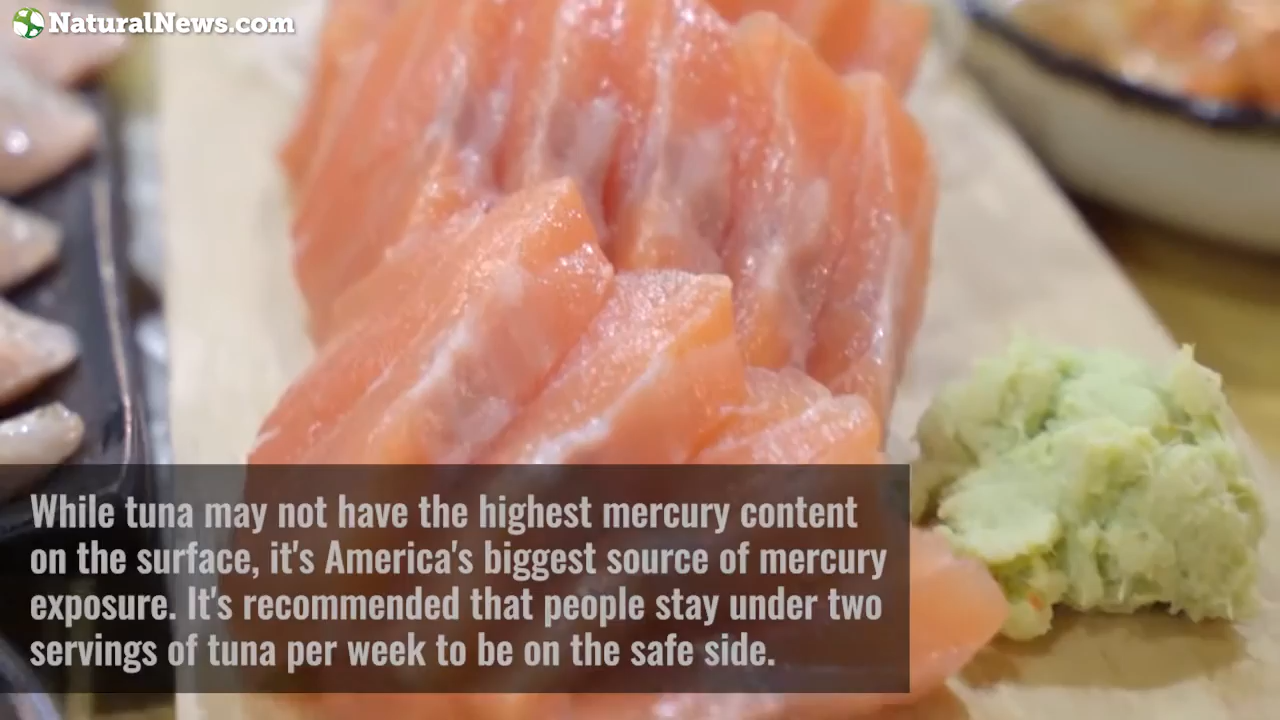 NaturalNews.com
While tuna may not have the highest mercury content
on the surface, it's America's biggest source of mercury
exposure. It's recommended that people stay under two
servings of tuna per week to be on the safe side.